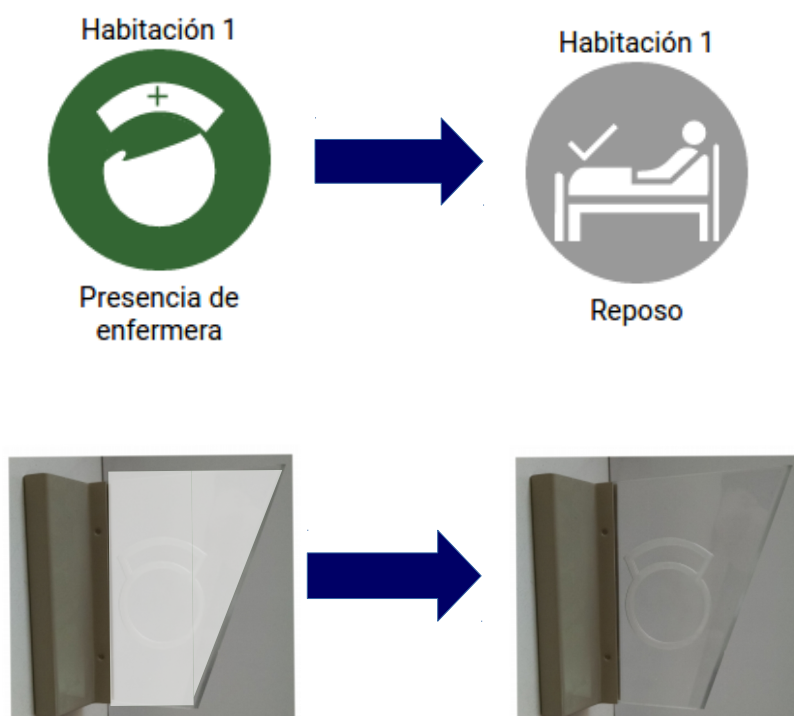 Habitación 1
Habitación 1
Presencia de
enfermera
Reposo